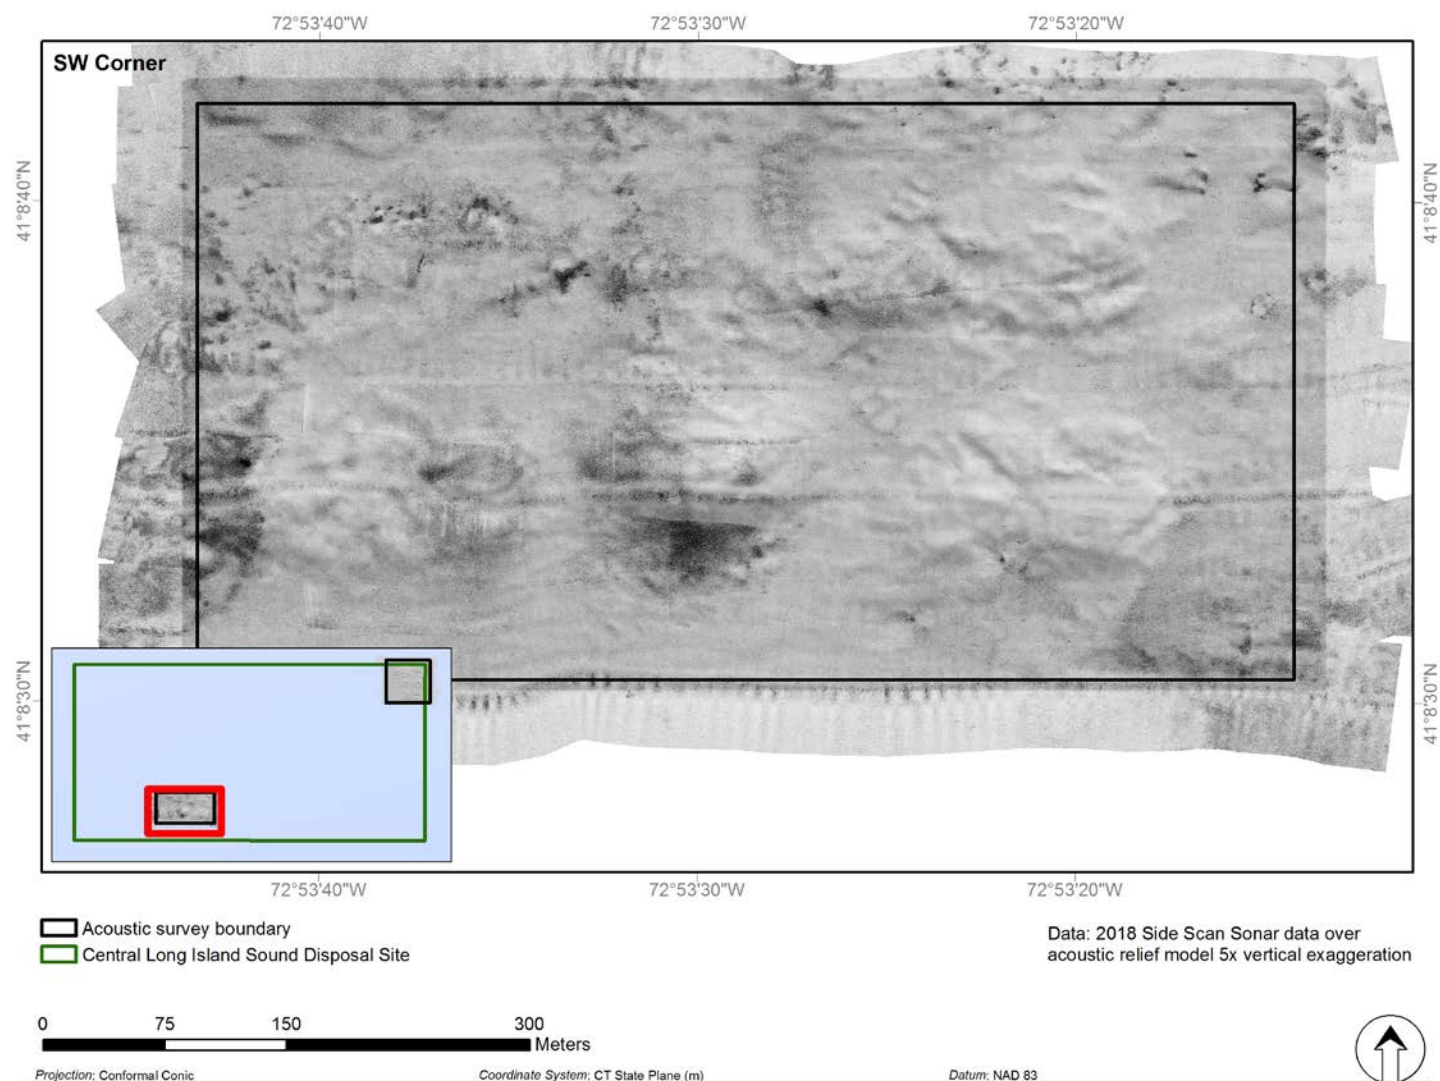 72°53'40"W 72°53'30"W 72°53'20"W
SW Corner
41°8'40"N 41°8'40"N
41°8'30"N 41°8'30"N
72°53'40"W 72°53'30"W 72°53'20"W
Acoustic survey boundary
Central Long Island Sound Disposal Site
Data: 2018 Side Scan Sonar data over
acoustic relief model 5x vertical exaggeration
0 75 150 300
Meters
Projection: Conformal Conic Coordinate System: CT State Plane (m) Datum: NAD 83